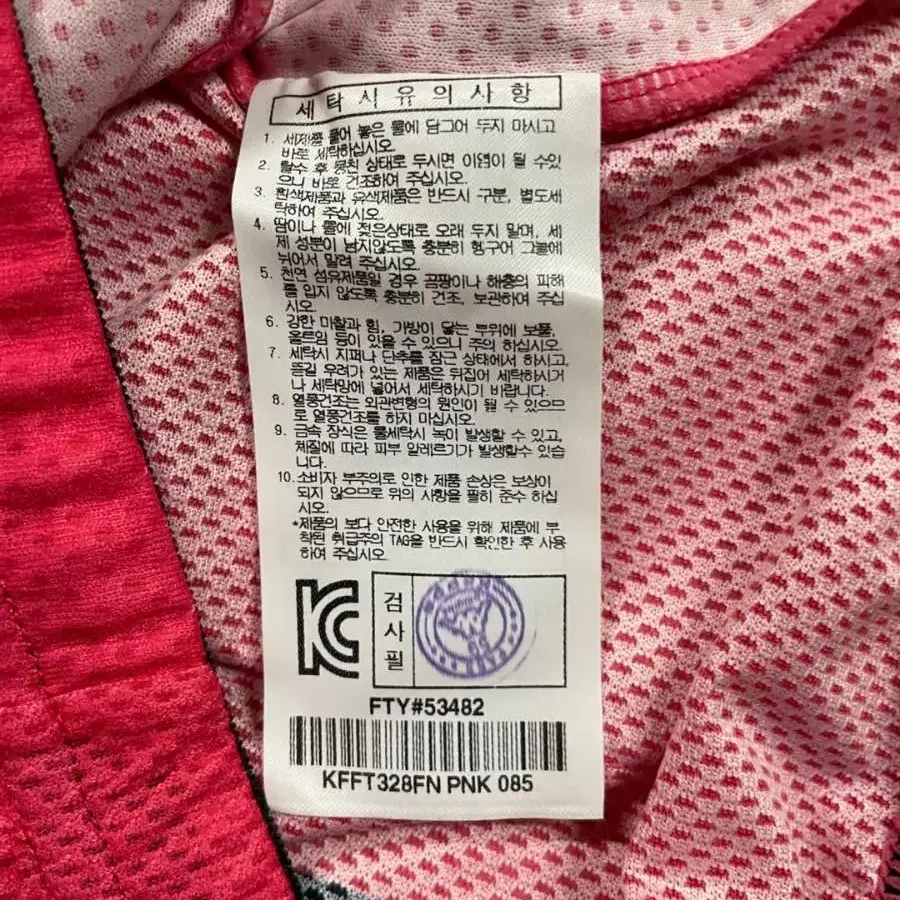 세탁시유의사항
1. 세제를 풀어 놓은 물에 담그어 두지 마시고
바로 세탁하십시오.
2. 탈수 후 뭉친 상태로 두시면 이염이 될 수있
으니 바로 건조하여 주십시오.
3. 흰색제품과 유색제품은 반드시 구분, 별도세
탁하여 주십시오.
4. 땀이나 물에 젖은상태로 오래 두지 말며, 세
제 성분이 남지않도록 충분히 헹구어 그늘에
뉘어서 말려 주십시오.
5. 천연 섬유제품일 경우 곰팡이나 해충의 피해
를 입지 않도록 충분히 건조, 보관하여 주십
시오.
6. 강한 마찰과 힘, 가방이 닿는 부위에 보풀,
올트임 등이 있을 수 있으니 주의 하십시오.
7. 세탁시 지퍼나 단추를 잠근 상태에서 하시고,
뜯길 우려가 있는 제품은 뒤집어 세탁하시거
나 세탁망에 넣어서 세탁하시기 바랍니다.
8. 열풍건조는 외관변형의 원인이 될 수 있으므
로 열풍건조를 하지 마십시오.
9. 금속 장식은 물세탁시 녹이 발생할 수 있고,
체질에 따라 피부 알레르기가 발생할수 있습
니다.
10. 소비자 부주의로 인한 제품 손상은 보상이
되지 않으므로 위의 사항을 필히 준수 하십
시오.
*제품의 보다 안전한 사용을 위해 제품에 부
착된 취급주의 TAG을 반드시 확인한 후 사용
하여 주십시오.
KC
검사필
FTY#53482
KFFT328FN PNK 085